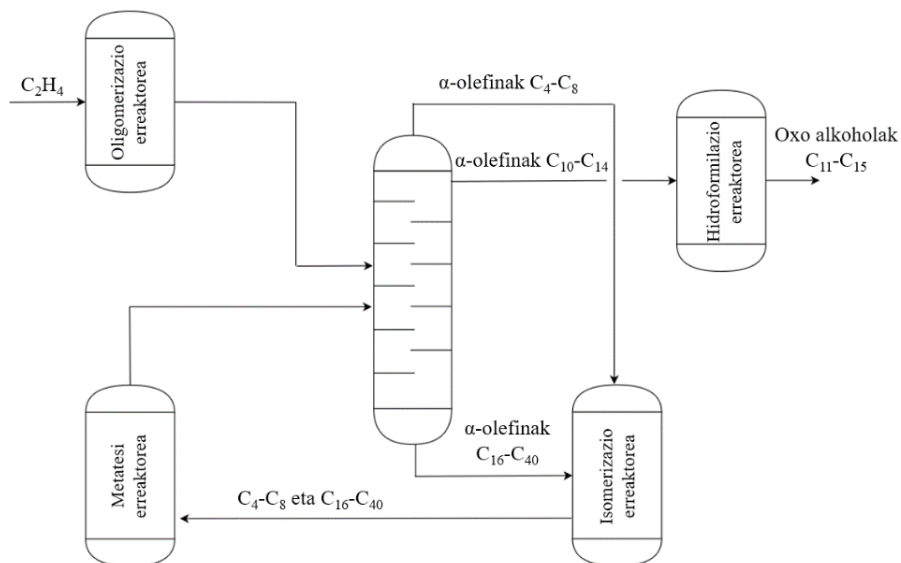 C₂H₄
Oligomerizazio
erreaktorea
α-olefinak C₄-C₈
α-olefinak C₁₀-C₁₄
Hidroformilazio
erreaktorea
Oxo alkoholak
C₁₁-C₁₅
Metatesi
erreaktorea
α-olefinak
C₁₆-C₄₀
Isomerizazio
erreaktorea
C₄-C₈ eta C₁₆-C₄₀